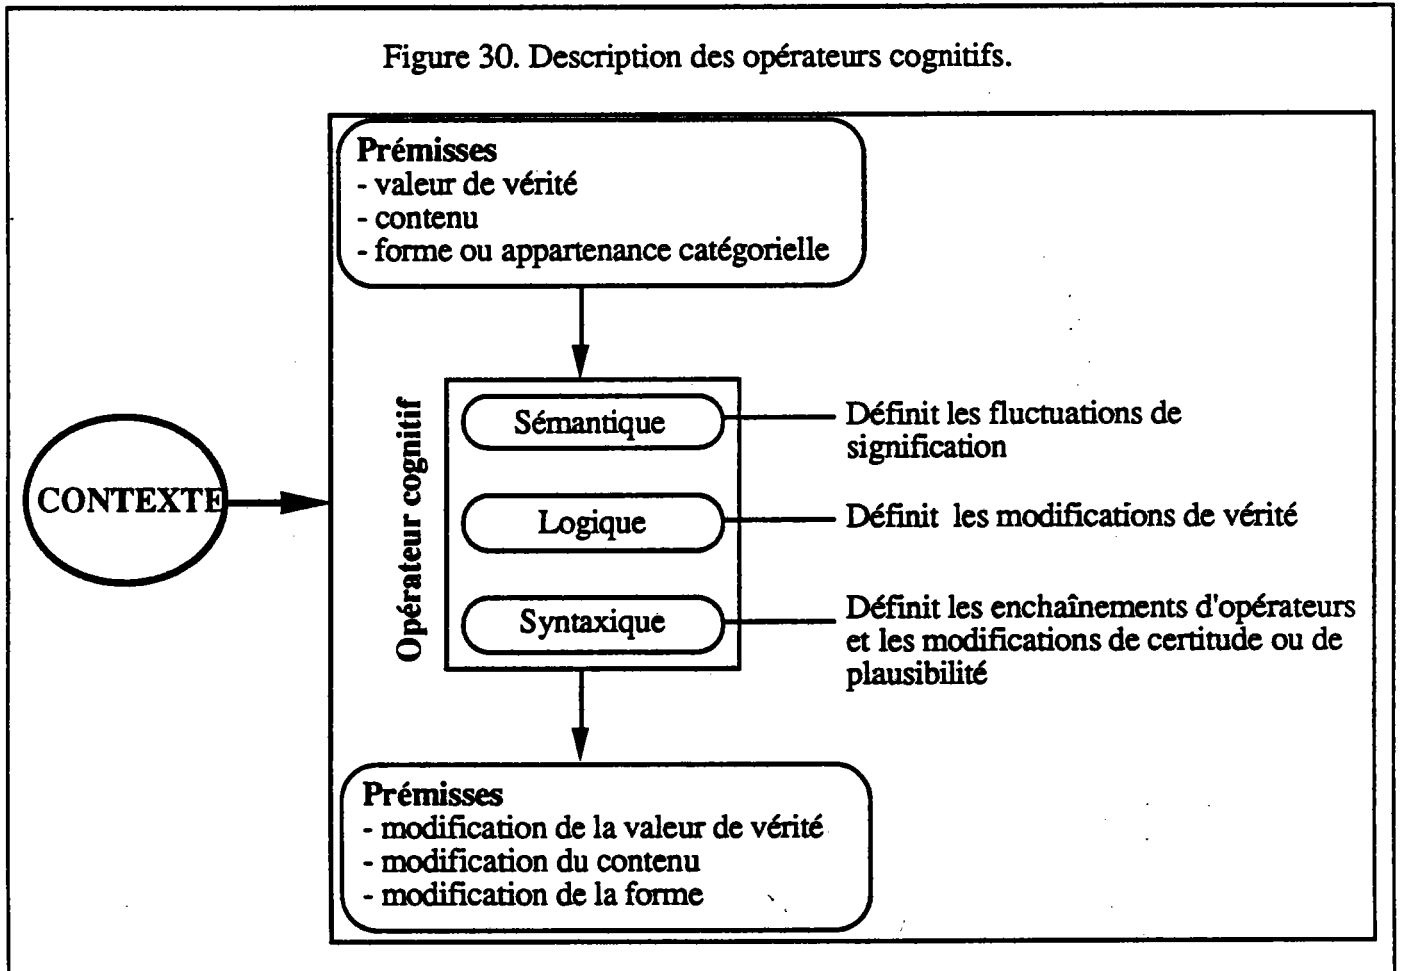 Figure 30. Description des opérateurs cognitifs.
Prémisses
- valeur de vérité
- contenu
- forme ou appartenance catégorielle
CONTEXTE
Opérateur cognitif
Sémantique
Définit les fluctuations de
signification
Logique
Définit les modifications de vérité
Syntaxique
Définit les enchaînements d'opérateurs
et les modifications de certitude ou de
plausibilité
Prémisses
- modification de la valeur de vérité
- modification du contenu
- modification de la forme